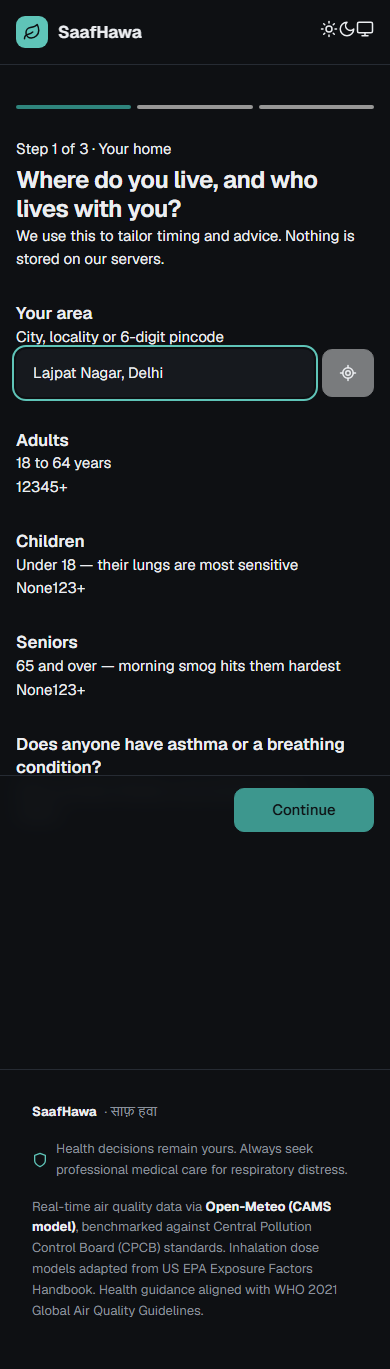 SaafHawa
Step 1 of 3 · Your home
Where do you live, and who
lives with you?
We use this to tailor timing and advice. Nothing is
stored on our servers.
Your area
City, locality or 6-digit pincode
Lajpat Nagar, Delhi
Adults
18 to 64 years
12345+
Children
Under 18 — their lungs are most sensitive
None123+
Seniors
65 and over — morning smog hits them hardest
None123+
Does anyone have asthma or a breathing
condition?
Continue
SaafHawa · साफ़ हवा
Health decisions remain yours. Always seek
professional medical care for respiratory distress.
Real-time air quality data via Open-Meteo (CAMS
model), benchmarked against Central Pollution
Control Board (CPCB) standards. Inhalation dose
models adapted from US EPA Exposure Factors
Handbook. Health guidance aligned with WHO 2021
Global Air Quality Guidelines.